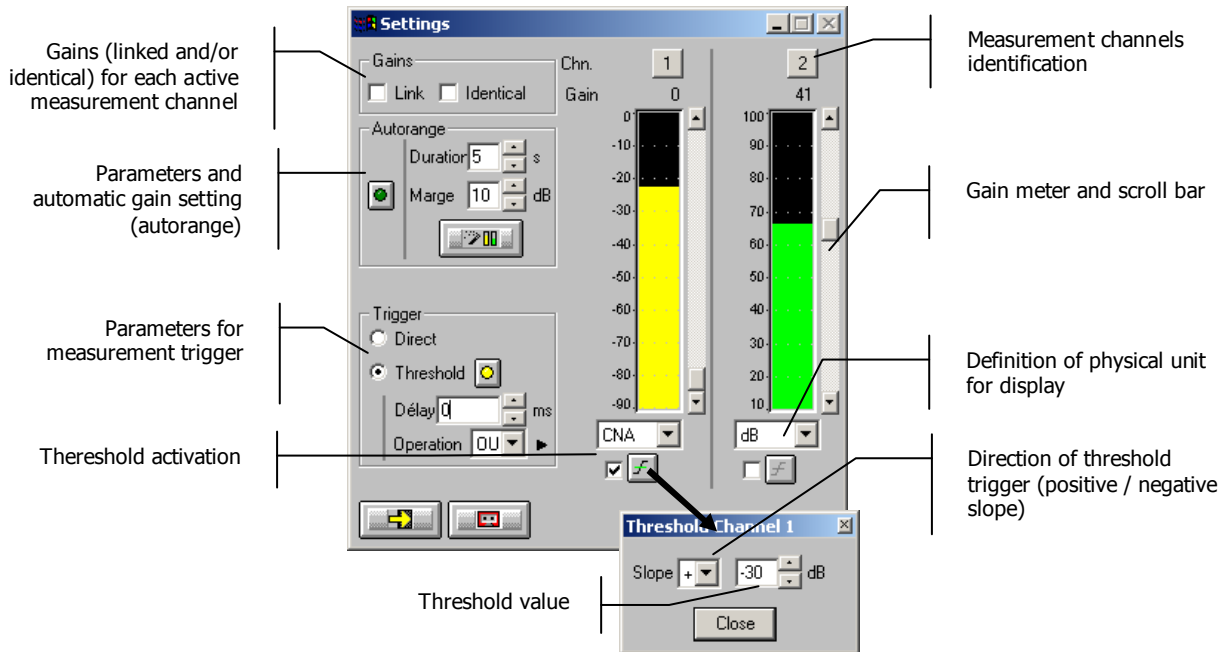 Gains (linked and/or
identical) for each active
measurement channel
Parameters and
automatic gain setting
(autorange)
Parameters for
measurement trigger
Thereshold activation
Settings
Gains
Link
Identical
Autorange
Duration 5 s
Marge 10 dB
Trigger
Direct
Threshold
Délay 0 ms
Operation OU
Chn. 1 2
Gain 0 41
0
-10
-20
-30
-40
-50
-60
-70
-80
-90
CNA
100
90
80
70
60
50
40
30
20
10
dB
Threshold Channel 1
Slope + -30 dB
Close
Threshold value
Measurement channels
identification
Gain meter and scroll bar
Definition of physical unit
for display
Direction of threshold
trigger (positive / negative
slope)